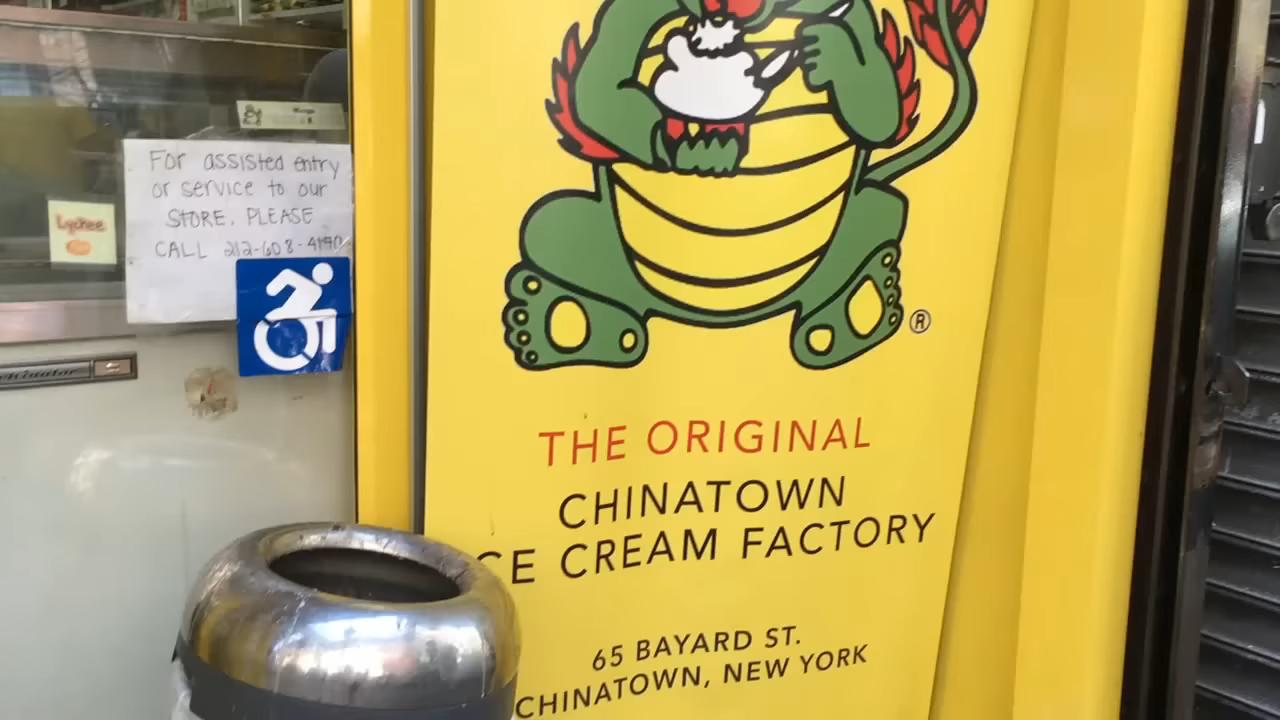 For assisted entry
or service to our
STORE. PLEASE
CALL 212-608-4170
Lychee
®
THE ORIGINAL
CHINATOWN
CE CREAM FACTORY
65 BAYARD ST.
CHINATOWN, NEW YORK